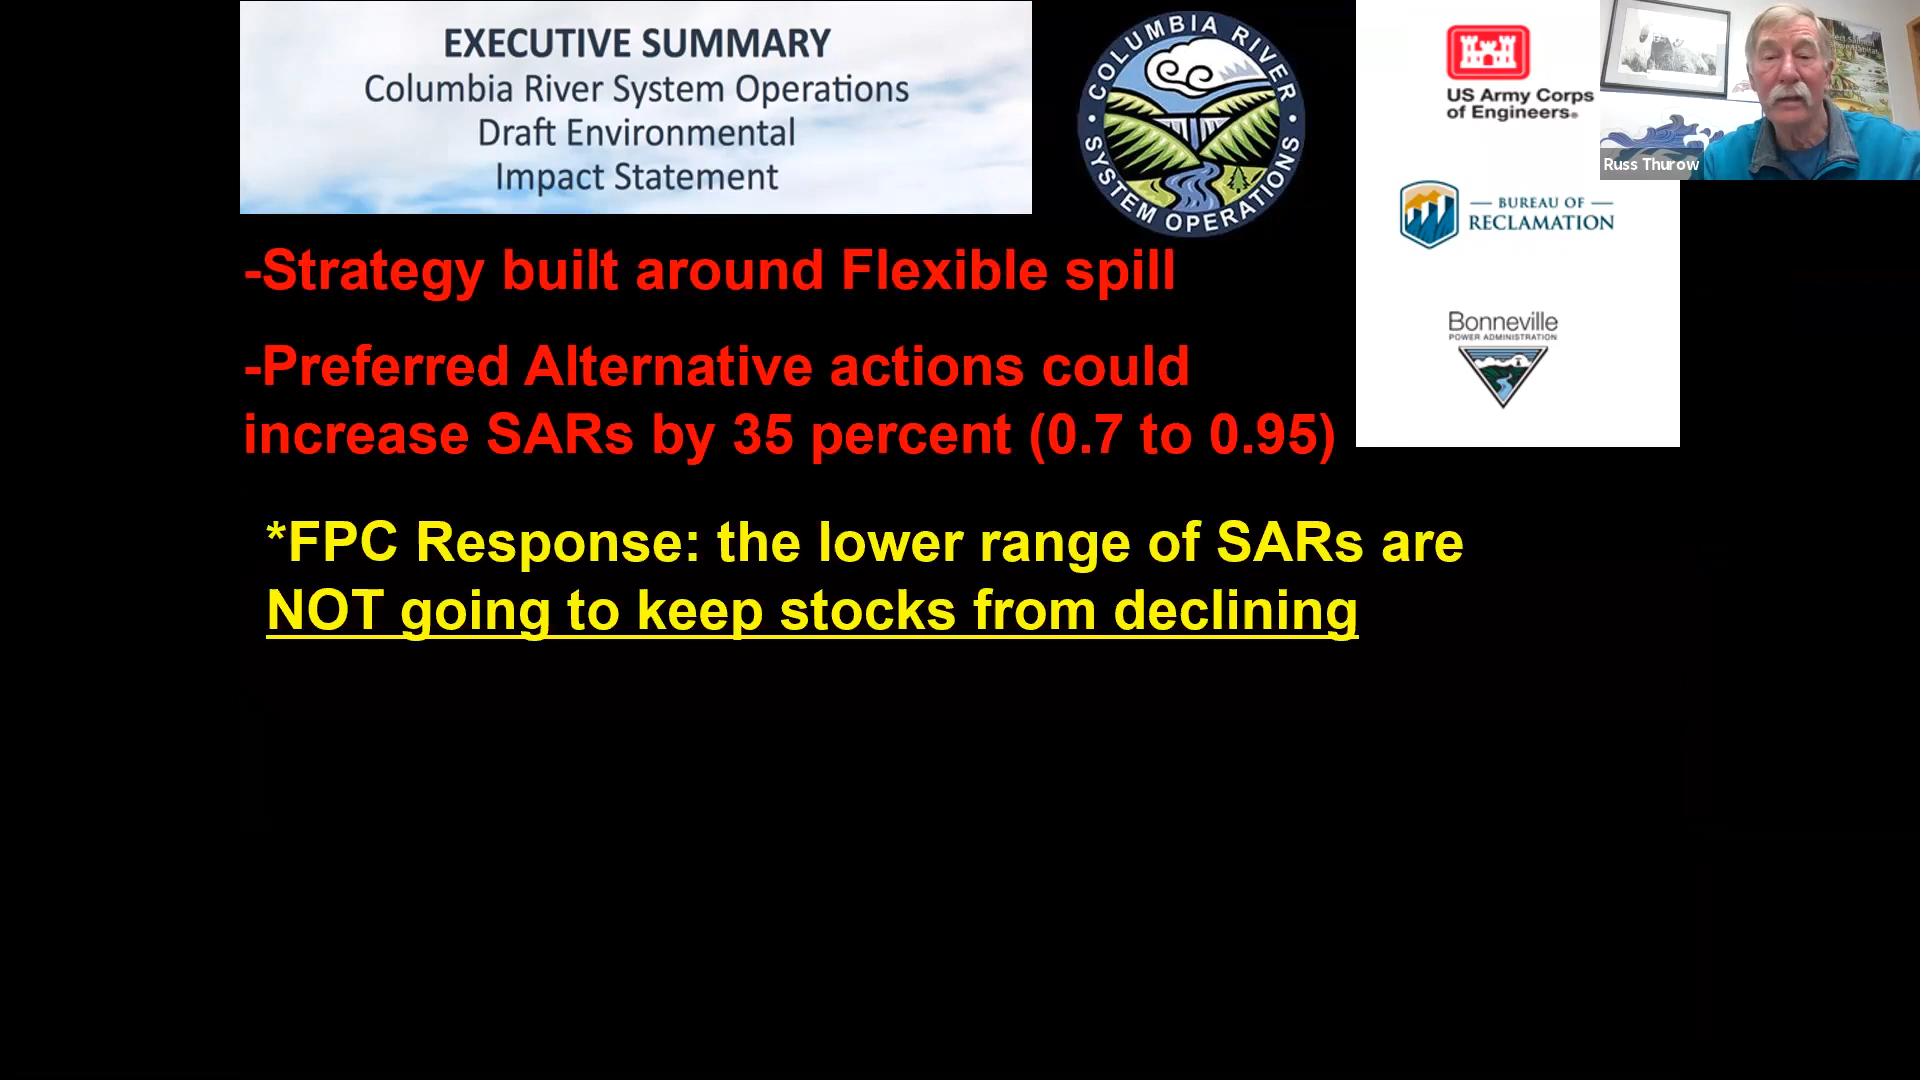 EXECUTIVE SUMMARY
Columbia River System Operations
Draft Environmental
Impact Statement
COLUMBIA RIVER
• SYSTEM OPERATIONS •
US Army Corps
of Engineers®
BUREAU OF
RECLAMATION
Bonneville
POWER ADMINISTRATION
Russ Thurow
-Strategy built around Flexible spill
-Preferred Alternative actions could
increase SARs by 35 percent (0.7 to 0.95)
*FPC Response: the lower range of SARs are
NOT going to keep stocks from declining